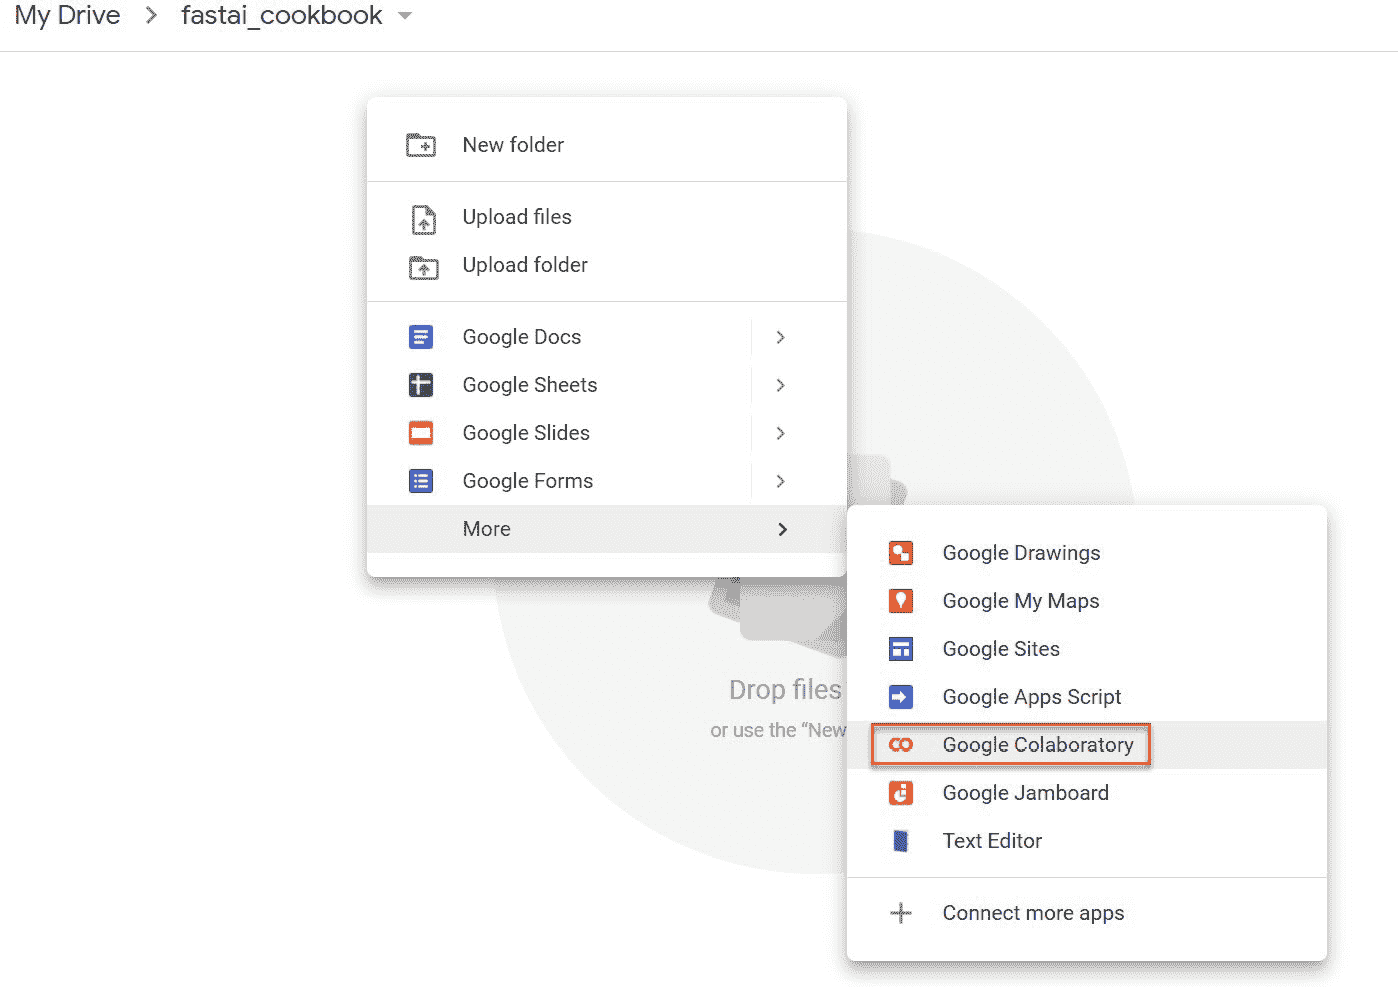 My Drive > fastai_cookbook
New folder
Upload files
Upload folder
Google Docs
Google Sheets
Google Slides
Google Forms
More
Drop files
or use the “New
Google Drawings
Google My Maps
Google Sites
Google Apps Script
Google Colaboratory
Google Jamboard
Text Editor
Connect more apps